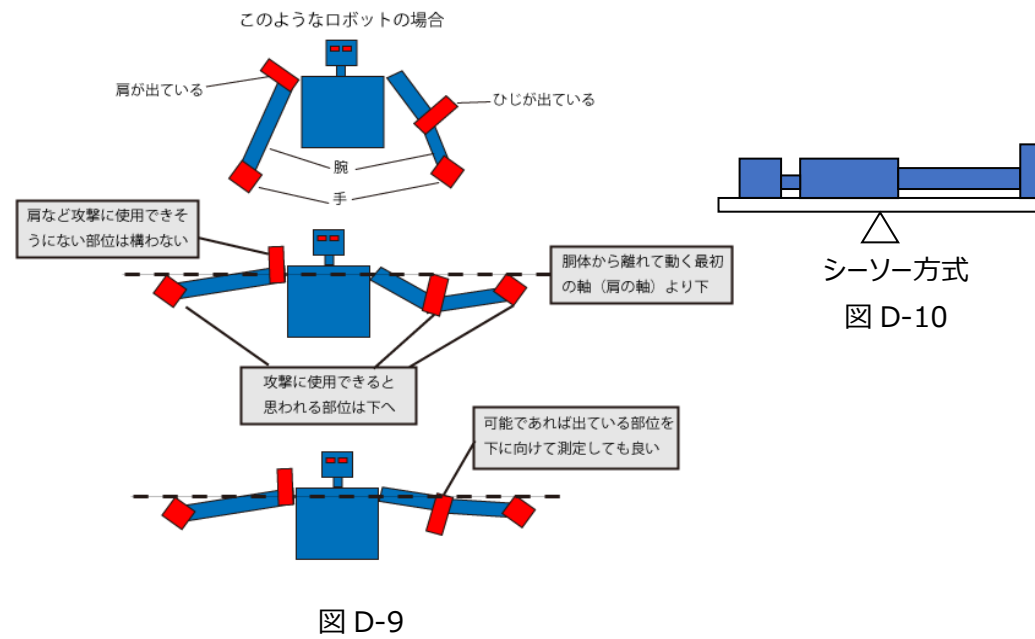 このようなロボットの場合
肩が出ている
ひじが出ている
腕
手
肩など攻撃に使用できそ
うにない部位は構わない
胴体から離れて動く最初
の軸（肩の軸）より下
攻撃に使用できると
思われる部位は下へ
可能であれば出ている部位を
下に向けて測定しても良い
図 D-9
シーソー方式
図 D-10